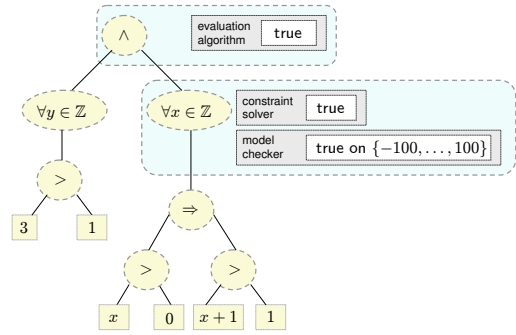 ∧
evaluation
algorithm
true
∀y ∈ ℤ
∀x ∈ ℤ
constraint
solver
true
model
checker
true on {−100, . . . , 100}
>
3
1
⇒
>
>
x
0
x + 1
1